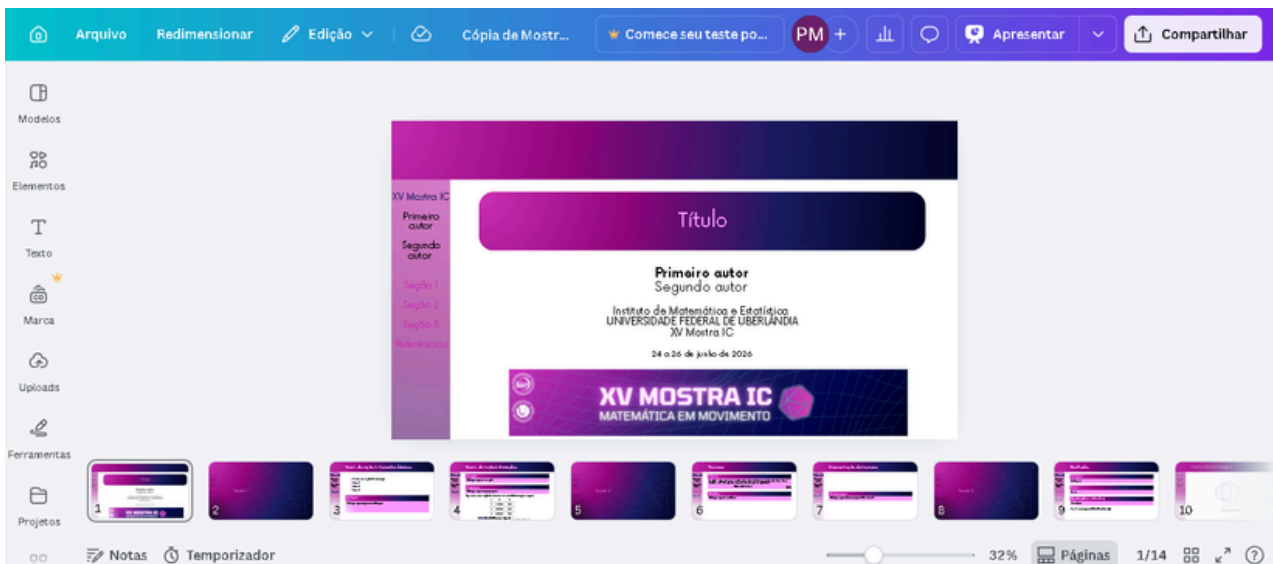 Arquivo
Redimensionar
Edição
Cópia de Mostr...
Comece seu teste po...
PM
+
Apresentar
Compartilhar
Modelos
Elementos
Texto
Marca
Uploads
Ferramentas
Projetos
XV Mostra IC
Primeiro
autor
Segundo
autor
Seção 1
Seção 2
Seção 3
Referências
Título
Primeiro autor
Segundo autor
Instituto de Matemática e Estatística
UNIVERSIDADE FEDERAL DE UBERLÂNDIA
XV Mostra IC
24 a 26 de junho de 2026
XV MOSTRA IC
MATEMÁTICA EM MOVIMENTO
1
2
3
4
5
6
7
8
9
10
Notas
Temporizador
32%
Páginas
1/14